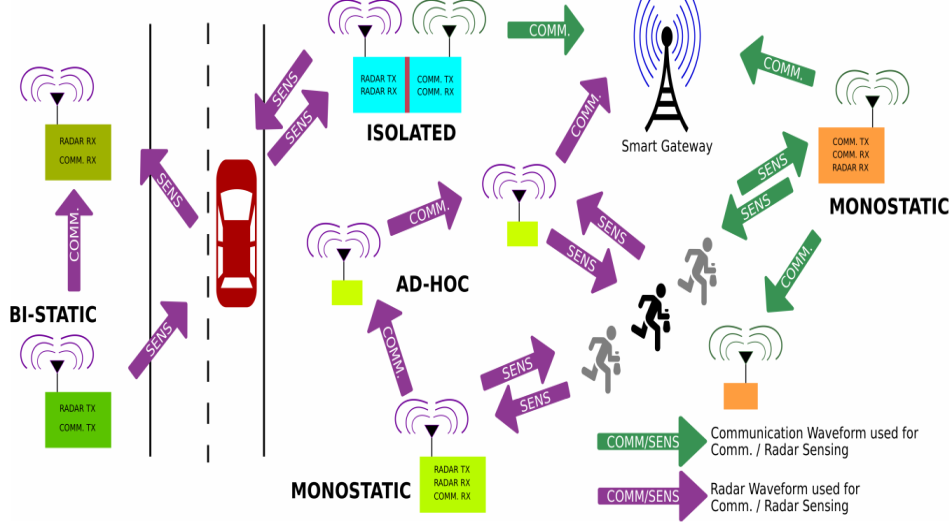 COMM.
SENS
SENS
RADAR TX
RADAR RX
COMM. TX
COMM. RX
ISOLATED
Smart Gateway
COMM.
COMM.
COMM. TX
COMM. RX
RADAR RX
MONOSTATIC
RADAR RX
COMM. RX
SENS
COMM.
BI-STATIC
SENS
RADAR TX
COMM. TX
COMM.
AD-HOC
COMM.
SENS
SENS
SENS
SENS
COMM.
SENS
SENS
MONOSTATIC
RADAR TX
RADAR RX
COMM. RX
COMM/SENS
Communication Waveform used for
Comm. / Radar Sensing
COMM/SENS
Radar Waveform used for
Comm. / Radar Sensing